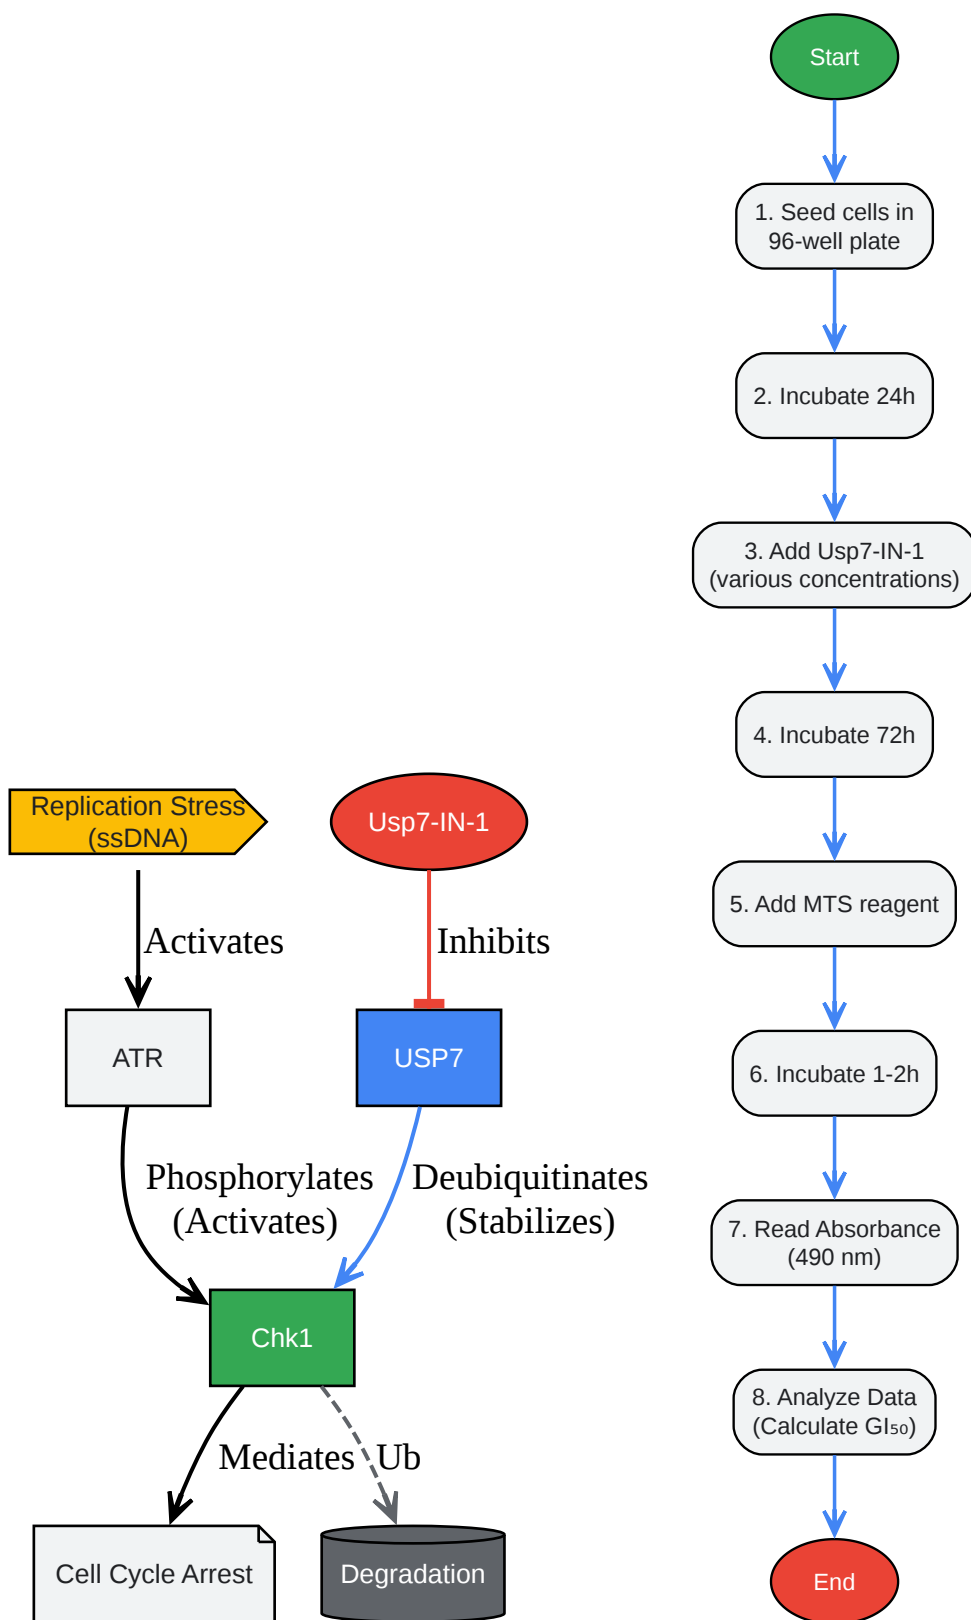 Start
1. Seed cells in
96-well plate
2. Incubate 24h
3. Add Usp7-IN-1
(various concentrations)
4. Incubate 72h
5. Add MTS reagent
6. Incubate 1-2h
7. Read Absorbance
(490 nm)
8. Analyze Data
(Calculate GI₅₀)
End
Replication Stress
(ssDNA)
Usp7-IN-1
Activates
Inhibits
ATR
USP7
Phosphorylates
(Activates)
Deubiquitinates
(Stabilizes)
Chk1
Mediates
Ub
Cell Cycle Arrest
Degradation